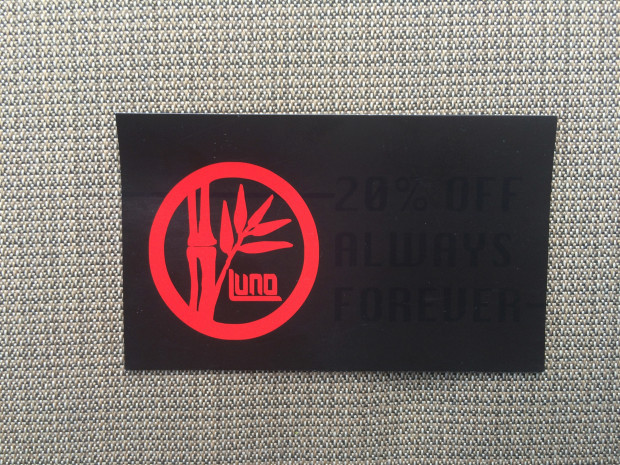 Luno
20% OFF
ALWAYS
FOREVER